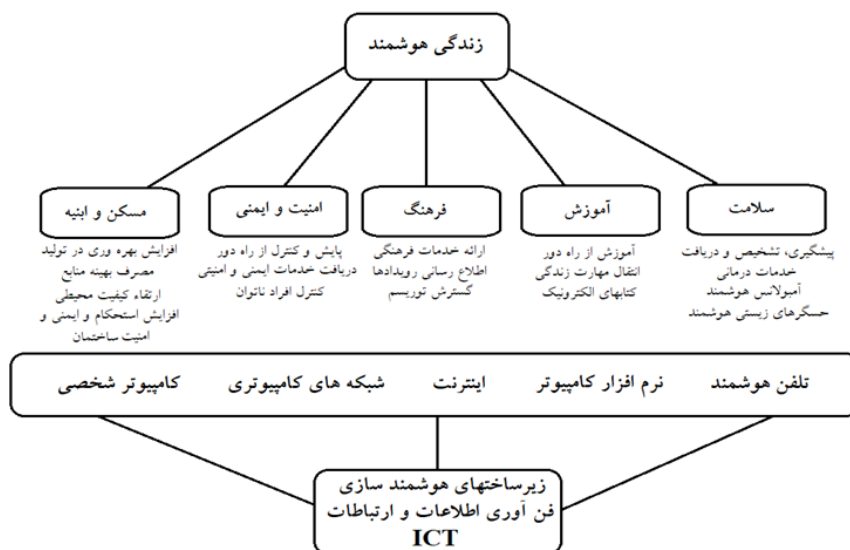 زندگی هوشمند
سلامت
پیشگیری، تشخیص و دریافت
خدمات درمانی
آمبولانس هوشمند
حسگرهای زیستی هوشمند
آموزش
آموزش از راه دور
انتقال مهارت زندگی
کتابهای الکترونیک
فرهنگ
ارائه خدمات فرهنگی
اطلاع رسانی رویدادها
گسترش توریسم
امنیت و ایمنی
پایش و کنترل از راه دور
دریافت خدمات ایمنی و امنیتی
کنترل افراد ناتوان
مسکن و ابنیه
افزایش بهره وری در تولید
مصرف بهینه منابع
ارتقاء کیفیت محیطی
افزایش استحکام و ایمنی و
امنیت ساختمان
تلفن هوشمند نرم افزار کامپیوتر اینترنت شبکه های کامپیوتری کامپیوتر شخصی
زیرساختهای هوشمند سازی
فن آوری اطلاعات و ارتباطات
ICT